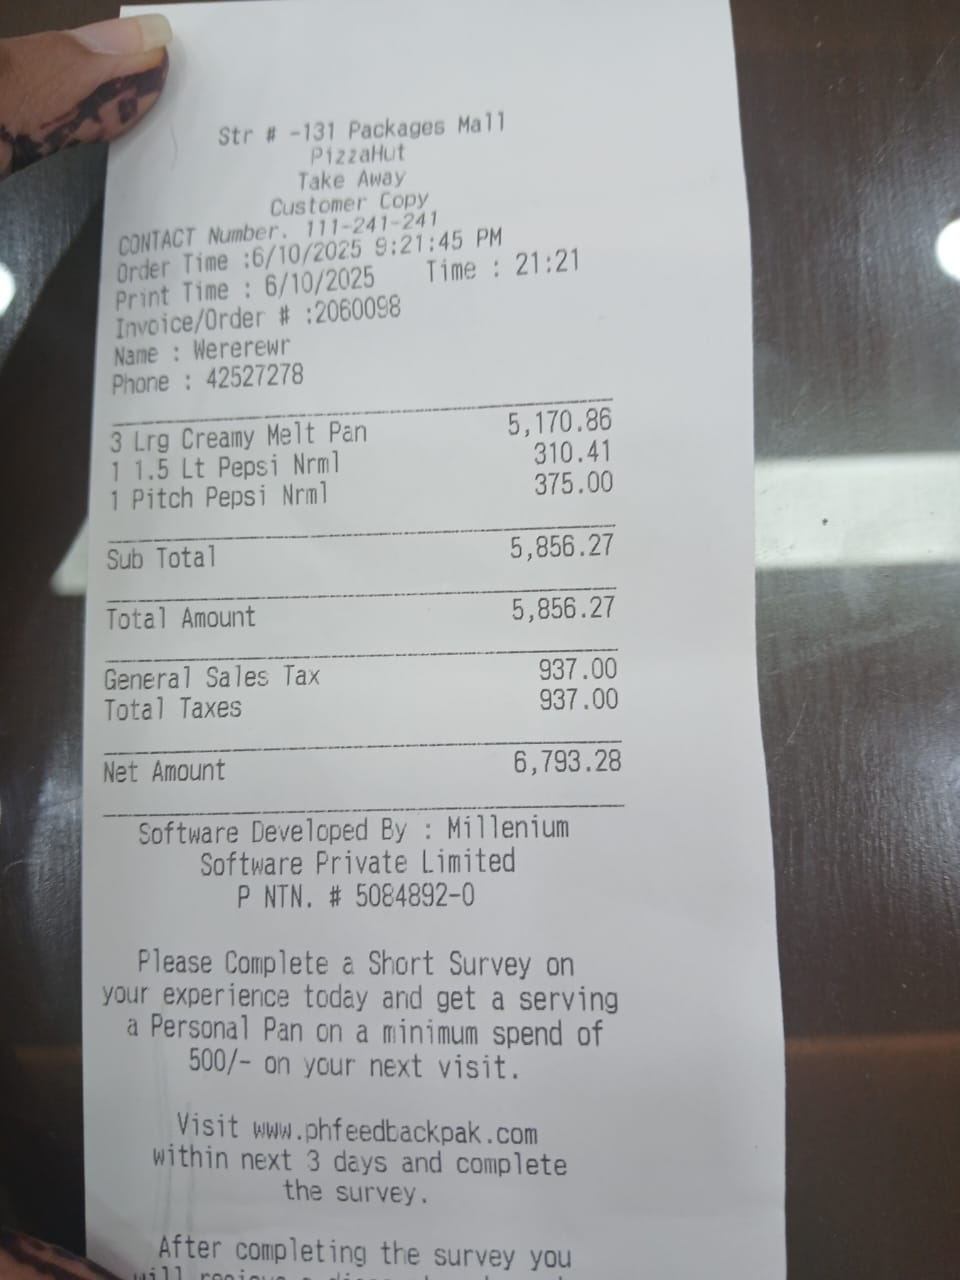 Str # -131 Packages Mall
PizzaHut
Take Away
Customer Copy
CONTACT Number. 111-241-241
Order Time :6/10/2025 9:21:45 PM
Print Time : 6/10/2025 Time : 21:21
Invoice/Order # :2060098
Name : Wererewr
Phone : 42527278
3 Lrg Creamy Melt Pan 5,170.86
1 1.5 Lt Pepsi Nrml 310.41
1 Pitch Pepsi Nrml 375.00
Sub Total 5,856.27
Total Amount 5,856.27
General Sales Tax 937.00
Total Taxes 937.00
Net Amount 6,793.28
Software Developed By : Millenium
Software Private Limited
P NTN. # 5084892-0
Please Complete a Short Survey on
your experience today and get a serving
a Personal Pan on a minimum spend of
500/- on your next visit.
Visit www.phfeedbackpak.com
within next 3 days and complete
the survey.
After completing the survey you
will